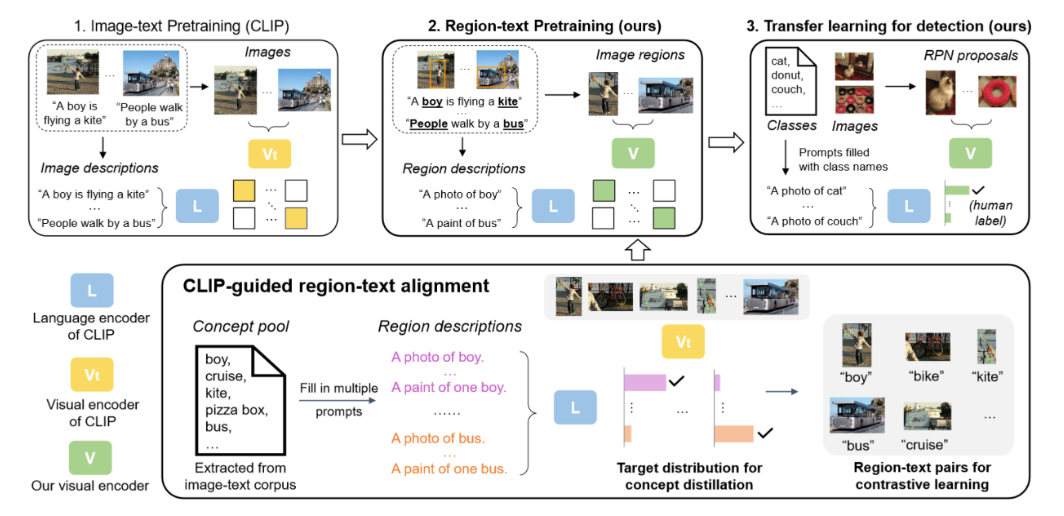 1. Image-text Pretraining (CLIP)
Images
...
“A boy is
flying a kite”
“People walk
by a bus”
Vt
Image descriptions
“A boy is flying a kite”
...
“People walk by a bus”
L
2. Region-text Pretraining (ours)
Image regions
...
“A boy is flying a kite”
...
“People walk by a bus”
V
Region descriptions
“A photo of boy”
...
“A paint of bus”
L
3. Transfer learning for detection (ours)
cat,
donut,
couch,
...
RPN proposals
Classes
Images
V
Prompts filled
with class names
“A photo of cat”
...
“A photo of couch”
L
(human
label)
L
Language encoder
of CLIP
Vt
Visual encoder
of CLIP
V
Our visual encoder
CLIP-guided region-text alignment
Concept pool
boy,
cruise,
kite,
pizza box,
bus,
...
Extracted from
image-text corpus
Fill in multiple
prompts
Region descriptions
A photo of boy.
...
A paint of one boy.
......
A photo of bus.
...
A paint of one bus.
L
...
Vt
...
Target distribution for
concept distillation
“boy”
“bike”
“kite”
“bus”
“cruise”
...
Region-text pairs for
contrastive learning